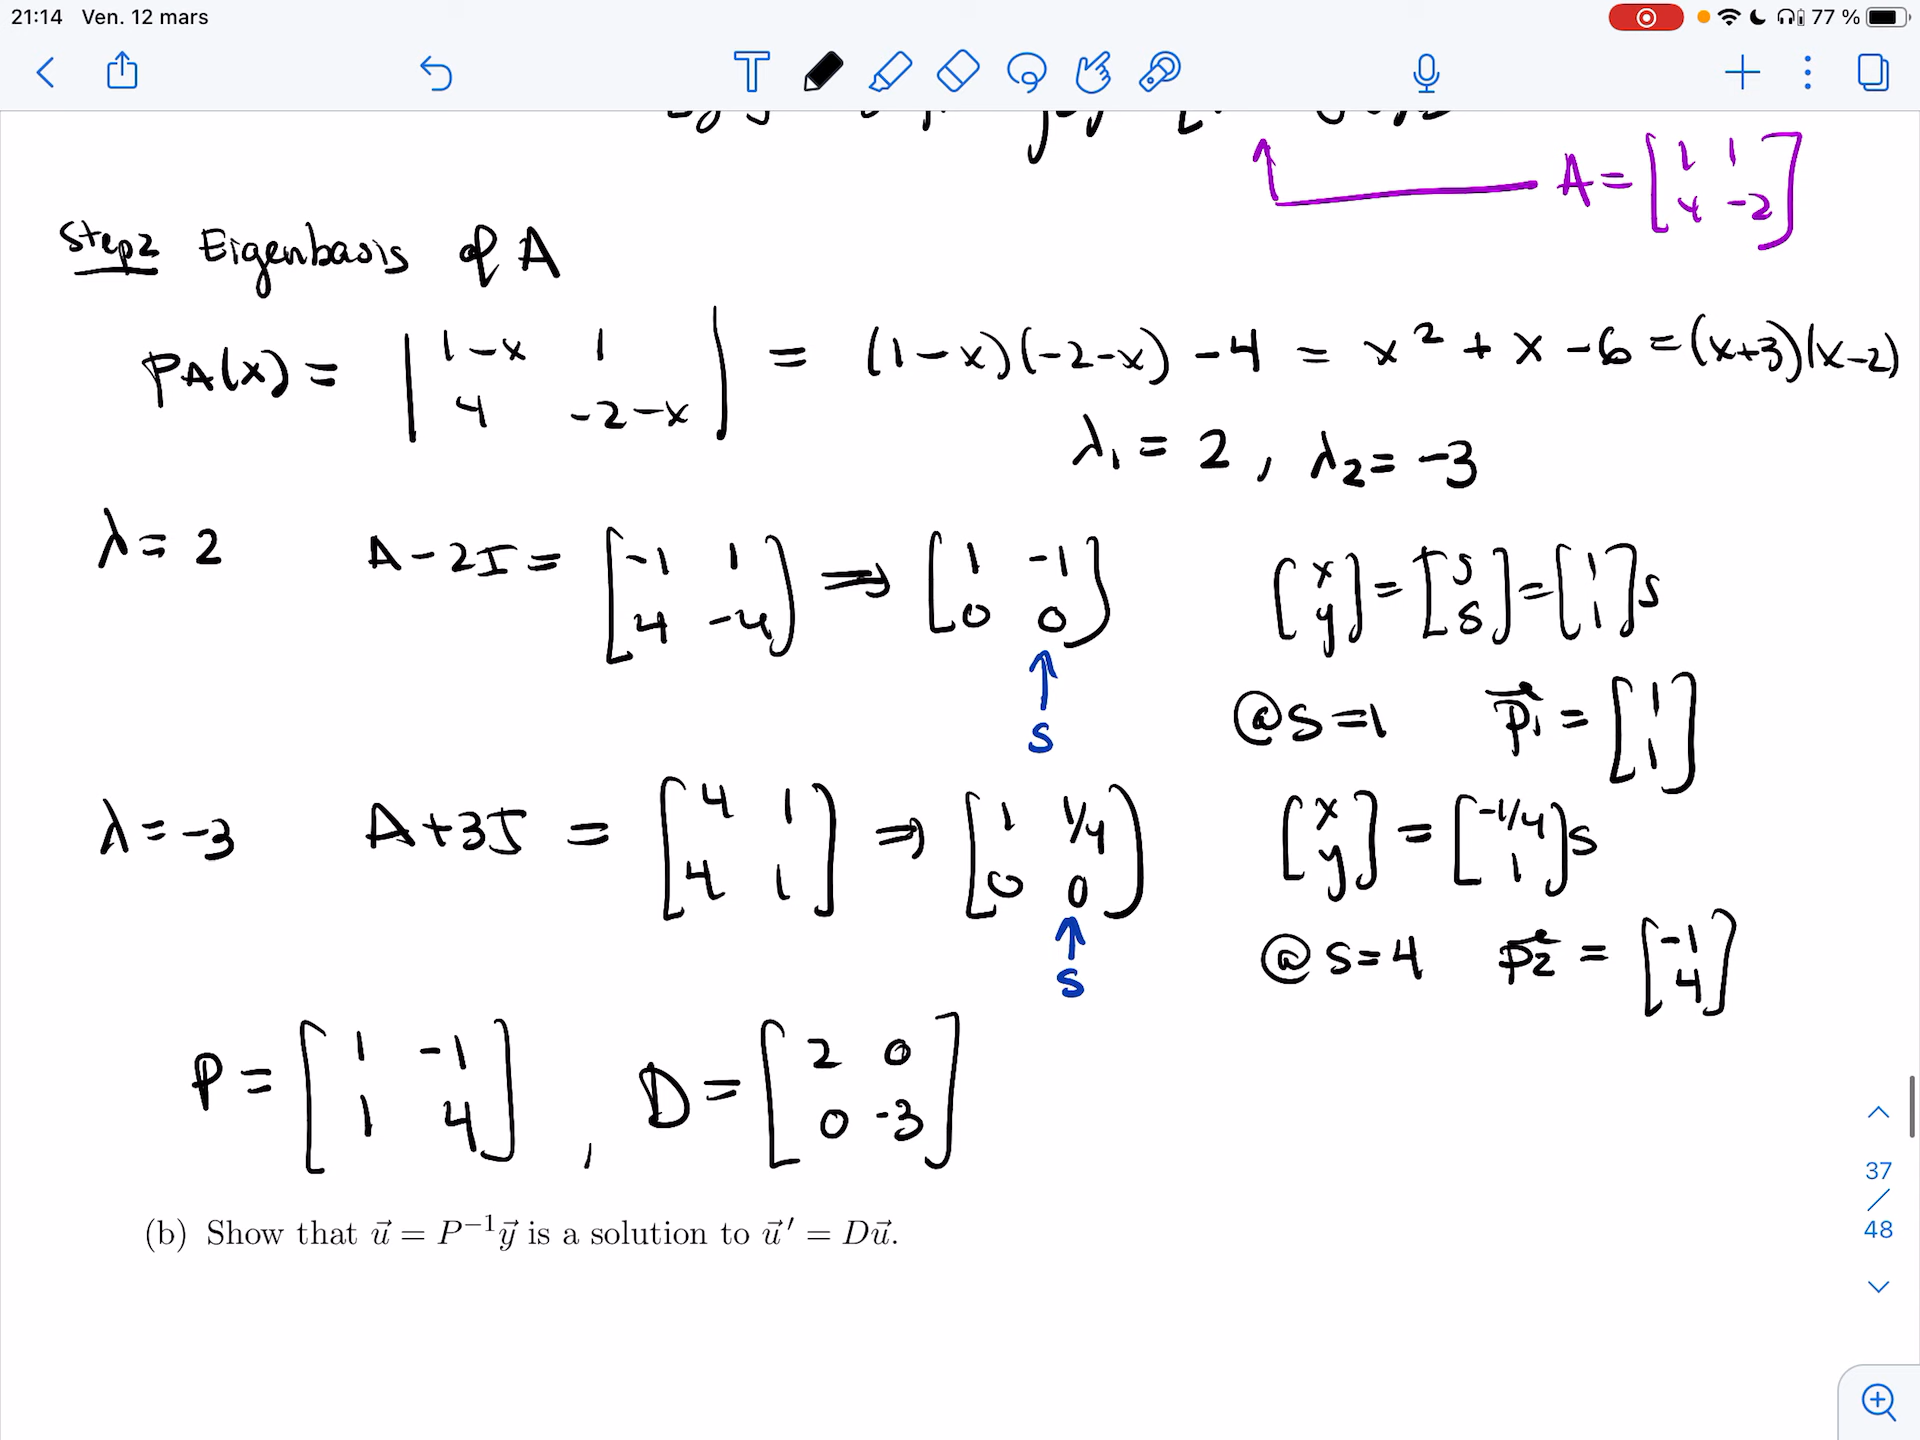 21:14 Ven. 12 mars 77 %
A = [1 1; 4 -2]
Step 2 Eigenbasis of A
PA(x) = | 1-x 1; 4 -2-x | = (1-x)(-2-x) -4 = x² + x -6 = (x+3)(x-2)
λ₁ = 2, λ₂ = -3
λ = 2 A-2I = [-1 1; 4 -4] ⇒ [1 -1; 0 0] [x; y] = [s; s] = [1; 1]s
s
@s=1 p⃗₁ = [1; 1]
λ = -3 A+3I = [4 1; 4 1] ⇒ [1 1/4; 0 0] [x; y] = [-1/4; 1]s
s
@s=4 p⃗₂ = [-1; 4]
P = [1 -1; 1 4], D = [2 0; 0 -3]
37
/
48
(b) Show that u⃗ = P⁻¹y⃗ is a solution to u⃗′ = Du⃗.